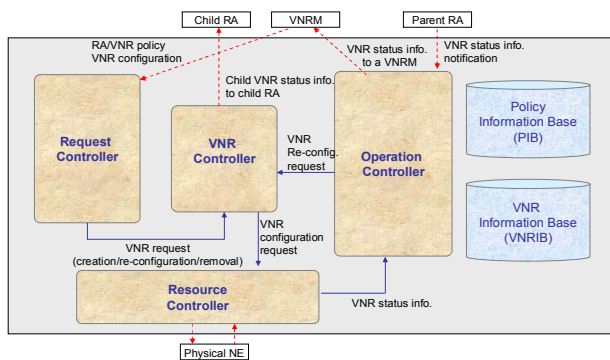 Child RA
VNRM
Parent RA
RA/VNR policy
VNR configuration
VNR status info.
to a VNRM
VNR status info.
notification
Child VNR status info.
to child RA
Request
Controller
VNR
Controller
VNR
Re-config.
request
Operation
Controller
Policy
Information Base
(PIB)
VNR
Information Base
(VNRIB)
VNR request
(creation/re-configuration/removal)
VNR
configuration
request
Resource
Controller
VNR status info.
Physical NE